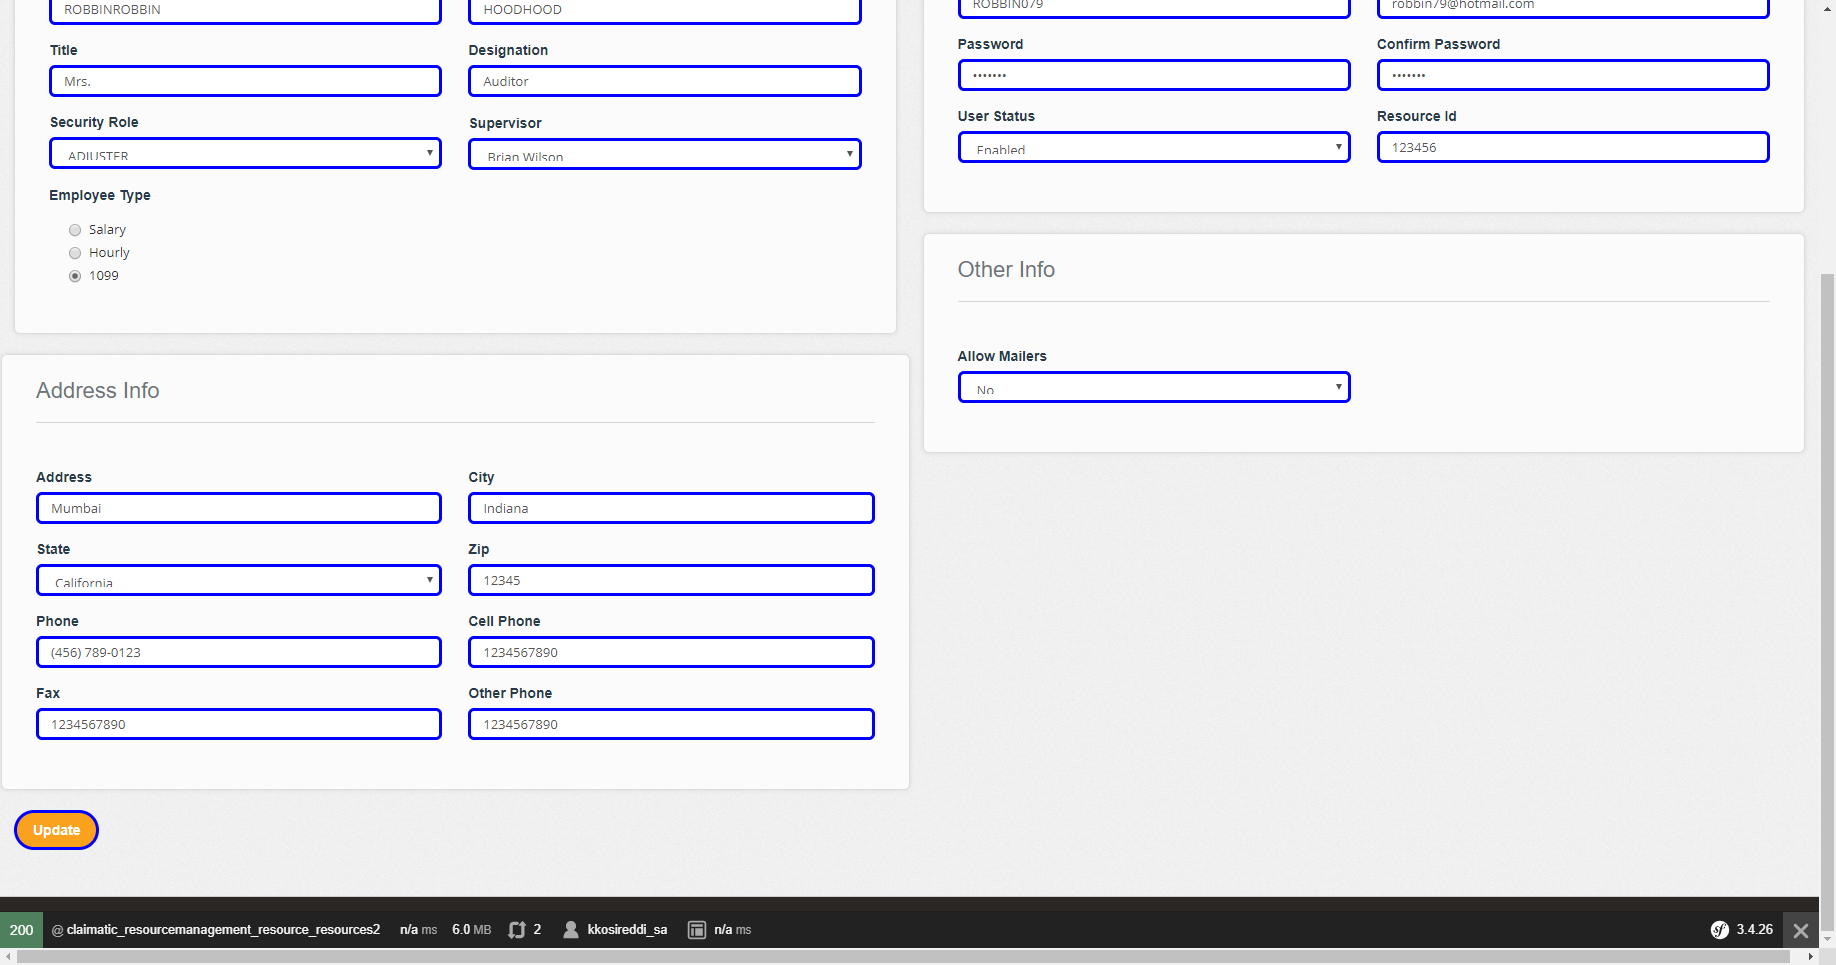 ROBBINROBBIN
HOODHOOD
Title
Designation
Mrs.
Auditor
Security Role
Supervisor
ADJUSTER
Brian Wilson
Employee Type
Salary
Hourly
1099
Address Info
Address
City
Mumbai
Indiana
State
Zip
California
12345
Phone
Cell Phone
(456) 789-0123
1234567890
Fax
Other Phone
1234567890
1234567890
Update
ROBBIN079
robbin79@hotmail.com
Password
Confirm Password
•••••••
•••••••
User Status
Resource Id
Enabled
123456
Other Info
Allow Mailers
No
200 @ claimatic_resourcemanagement_resource_resources2 n/a ms 6.0 MB 2 kkosireddi_sa n/a ms sf 3.4.26